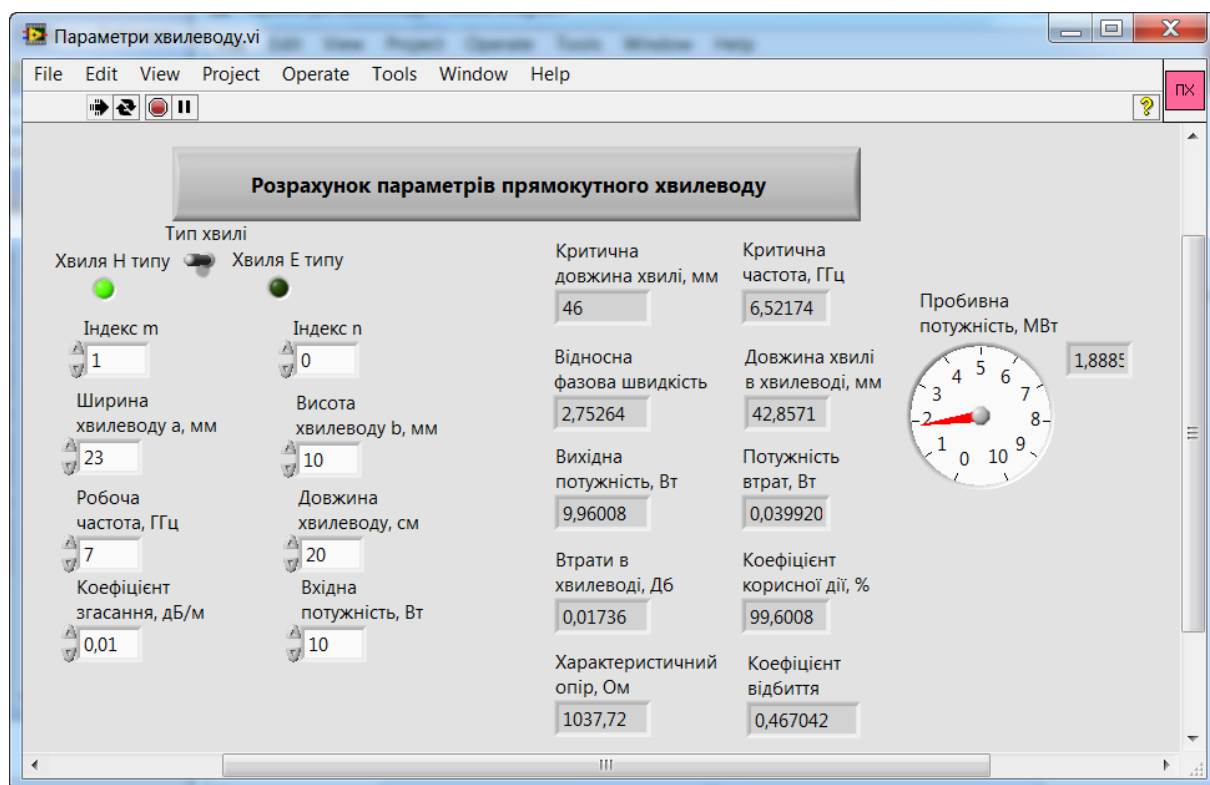 Параметри хвилеводу.vi
File Edit View Project Operate Tools Window Help
ПХ
Розрахунок параметрів прямокутного хвилеводу
Тип хвилі
Хвиля Н типу
Хвиля Е типу
Індекс m
1
Індекс n
0
Ширина
хвилеводу a, мм
23
Висота
хвилеводу b, мм
10
Робоча
частота, ГГц
7
Довжина
хвилеводу, см
20
Коефіцієнт
згасання, дБ/м
0,01
Вхідна
потужність, Вт
10
Критична
довжина хвилі, мм
46
Критична
частота, ГГц
6,52174
Відносна
фазова швидкість
2,75264
Довжина хвилі
в хвилеводі, мм
42,8571
Вихідна
потужність, Вт
9,96008
Потужність
втрат, Вт
0,039920
Втрати в
хвилеводі, Дб
0,01736
Коефіцієнт
корисної дії, %
99,6008
Характеристичний
опір, Ом
1037,72
Коефіцієнт
відбиття
0,467042
Пробивна
потужність, МВт
1,8885
0 1 2 3 4 5 6 7 8 9 10